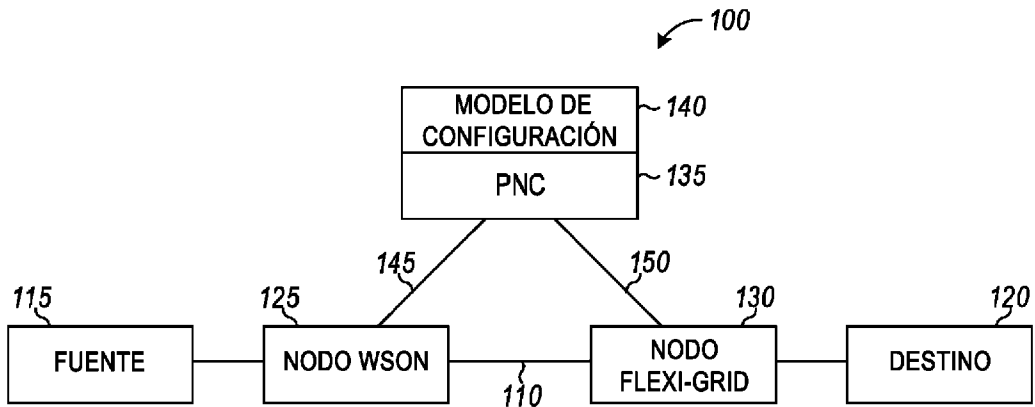 100
MODELO DE
CONFIGURACIÓN
140
PNC
135
145
150
115
125
130
120
FUENTE
NODO WSON
NODO
FLEXI-GRID
DESTINO
110